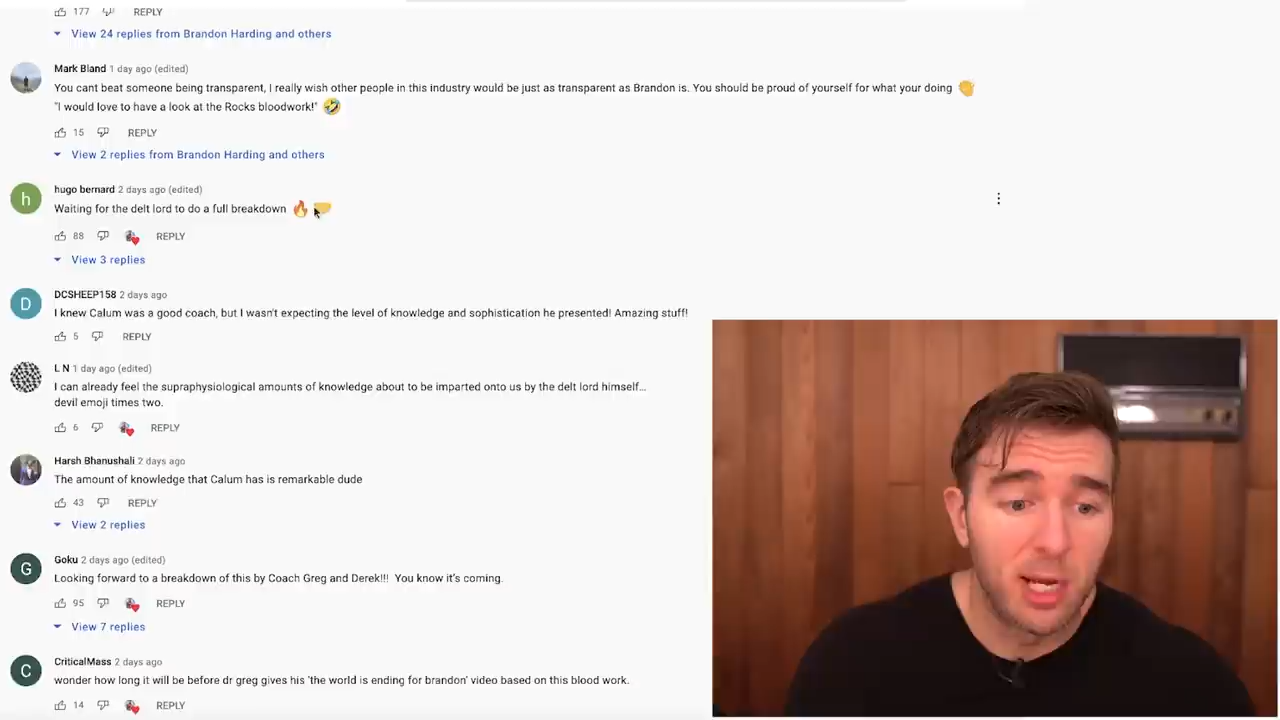 177 REPLY
View 24 replies from Brandon Harding and others
Mark Bland 1 day ago (edited)
You cant beat someone being transparent, I really wish other people in this industry would be just as transparent as Brandon is. You should be proud of yourself for what your doing 👏
"I would love to have a look at the Rocks bloodwork!" 🤣
15 REPLY
View 2 replies from Brandon Harding and others
h
hugo bernard 2 days ago (edited)
Waiting for the delt lord to do a full breakdown 🔥
88 REPLY
View 3 replies
D
DCSHEEP158 2 days ago
I knew Calum was a good coach, but I wasn't expecting the level of knowledge and sophistication he presented! Amazing stuff!
5 REPLY
L N 1 day ago (edited)
I can already feel the supraphysiological amounts of knowledge about to be imparted onto us by the delt lord himself...
devil emoji times two.
6 REPLY
Harsh Bhanushali 2 days ago
The amount of knowledge that Calum has is remarkable dude
43 REPLY
View 2 replies
G
Goku 2 days ago (edited)
Looking forward to a breakdown of this by Coach Greg and Derek!!! You know it's coming.
95 REPLY
View 7 replies
C
CriticalMass 2 days ago
wonder how long it will be before dr greg gives his 'the world is ending for brandon' video based on this blood work.
14 REPLY